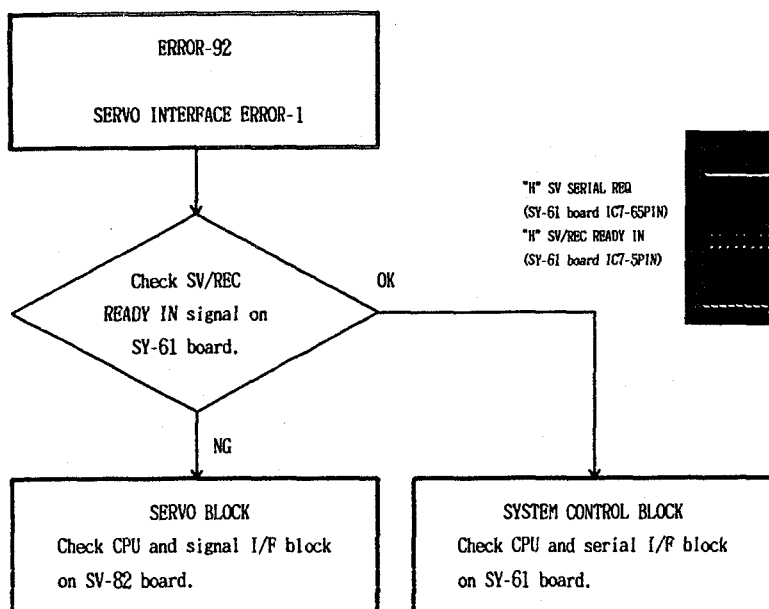 ERROR-92
SERVO INTERFACE ERROR-1
"H" SV SERIAL REQ
(SY-61 board IC7-65PIN)
"H" SV/REC READY IN
(SY-61 board IC7-5PIN)
Check SV/REC
READY IN signal on
SY-61 board.
OK
NG
SERVO BLOCK
Check CPU and signal I/F block
on SV-82 board.
SYSTEM CONTROL BLOCK
Check CPU and serial I/F block
on SY-61 board.